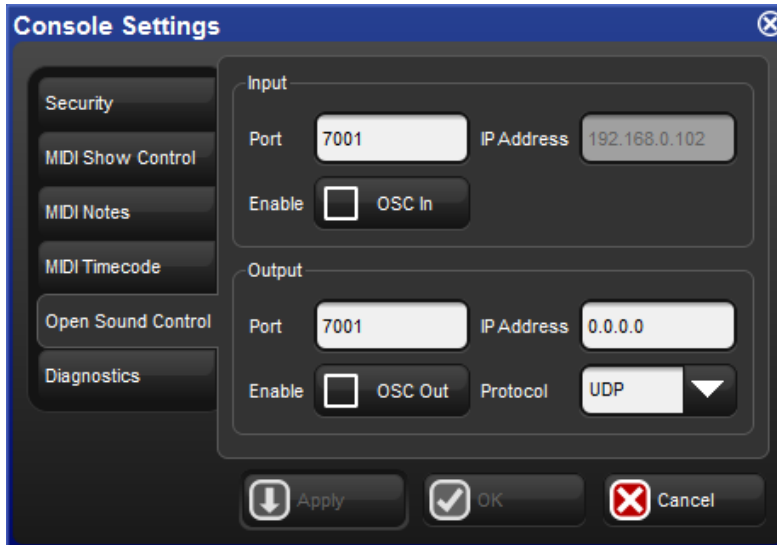 Console Settings
Security
MIDI Show Control
MIDI Notes
MIDI Timecode
Open Sound Control
Diagnostics
Input
Port 7001 IP Address 192.168.0.102
Enable OSC In
Output
Port 7001 IP Address 0.0.0.0
Enable OSC Out Protocol UDP
Apply OK Cancel